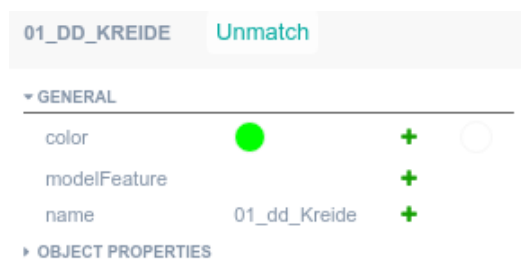 01_DD_KREIDE Unmatch
GENERAL
color
modelFeature
name 01_dd_Kreide
OBJECT PROPERTIES